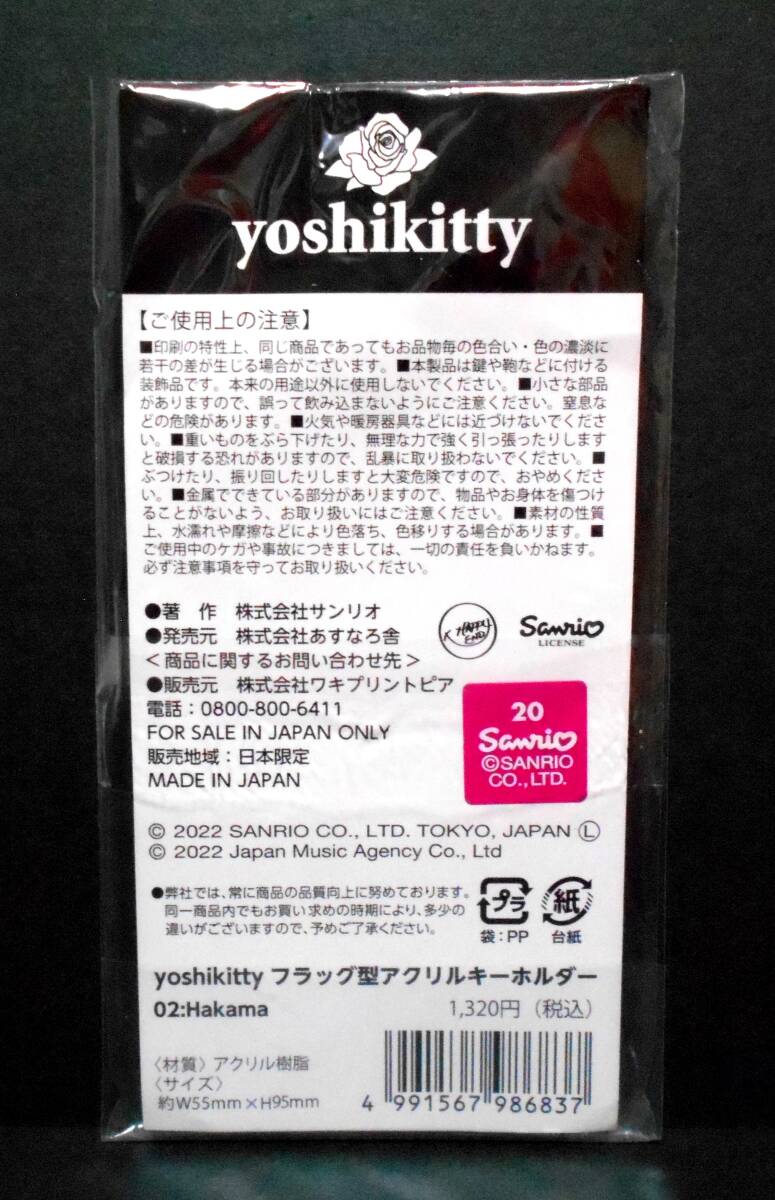 yoshikitty
【ご使用上の注意】
■印刷の特性上、同じ商品であってもお品物毎の色合い・色の濃淡に
若干の差が生じる場合がございます。■本製品は鍵や鞄などに付ける
装飾品です。本来の用途以外に使用しないでください。■小さな部品
がありますので、誤って飲み込まないようにご注意ください。窒息な
どの危険があります。■火気や暖房器具などには近づけないでくださ
い。■重いものをぶら下げたり、無理な力で強く引っ張ったりします
と破損する恐れがありますので、乱暴に取り扱わないでください。■
ぶつけたり、振り回したりしますと大変危険ですので、おやめくださ
い。■金属でできている部分がありますので、物品やお身体を傷つけ
ることがないよう、お取り扱いにはご注意ください。■素材の性質
上、水濡れや摩擦などにより色落ち、色移りする場合があります。■
ご使用中のケガや事故につきましては、一切の責任を負いかねます。
必ず注意事項を守ってお取り扱いください。
●著 作 株式会社サンリオ
●発売元 株式会社あすなろ舎
HAPPY
END
Sanrio
LICENSE
<商品に関するお問い合わせ先>
●販売元 株式会社ワキプリントピア
電話：0800-800-6411
FOR SALE IN JAPAN ONLY
販売地域：日本限定
MADE IN JAPAN
20
Sanrio
©SANRIO
CO.,LTD.
© 2022 SANRIO CO., LTD. TOKYO, JAPAN Ⓛ
© 2022 Japan Music Agency Co., Ltd
●弊社では、常に商品の品質向上に努めております。
同一商品内でもお買い求めの時期により、多少の
違いがございますので、予めご了承ください。
プラ
袋：PP
紙
台紙
yoshikitty フラッグ型アクリルキーホルダー
02:Hakama 1,320円（税込）
〈材質〉アクリル樹脂
〈サイズ〉
約W55mm×H95mm
4 991567 986837